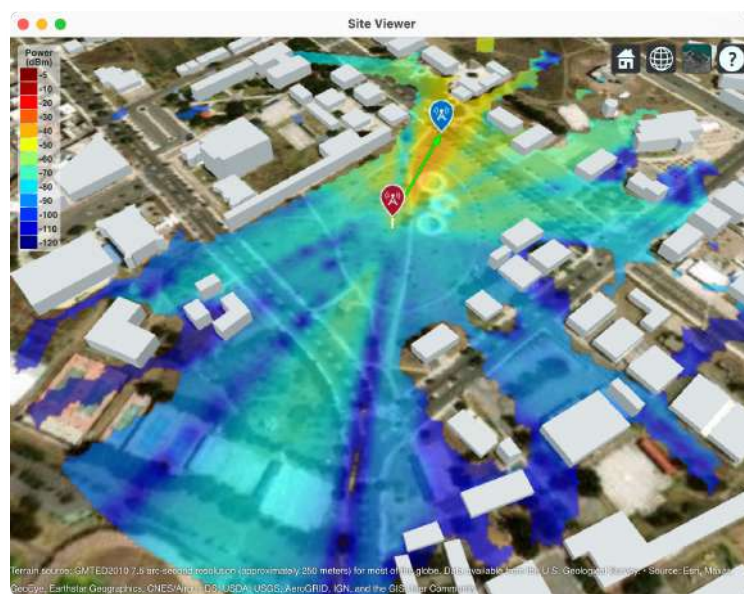 Site Viewer
Power
(dBm)
-5
-10
-20
-30
-40
-50
-60
-70
-80
-90
-100
-110
-120
?
Terrain source: GMTED2010 7.5 arc-second resolution (approximately 250 meters) for most of the globe. Data available from the U.S. Geological Survey. • Source: Esri, Maxar,
GeoEye, Earthstar Geographics, CNES/Airbus DS, USDA, USGS, AeroGRID, IGN, and the GIS User Community